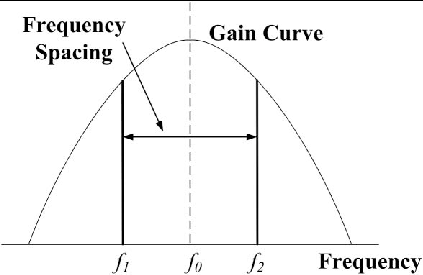 Frequency
Spacing
Gain Curve
f1 f0 f2 Frequency